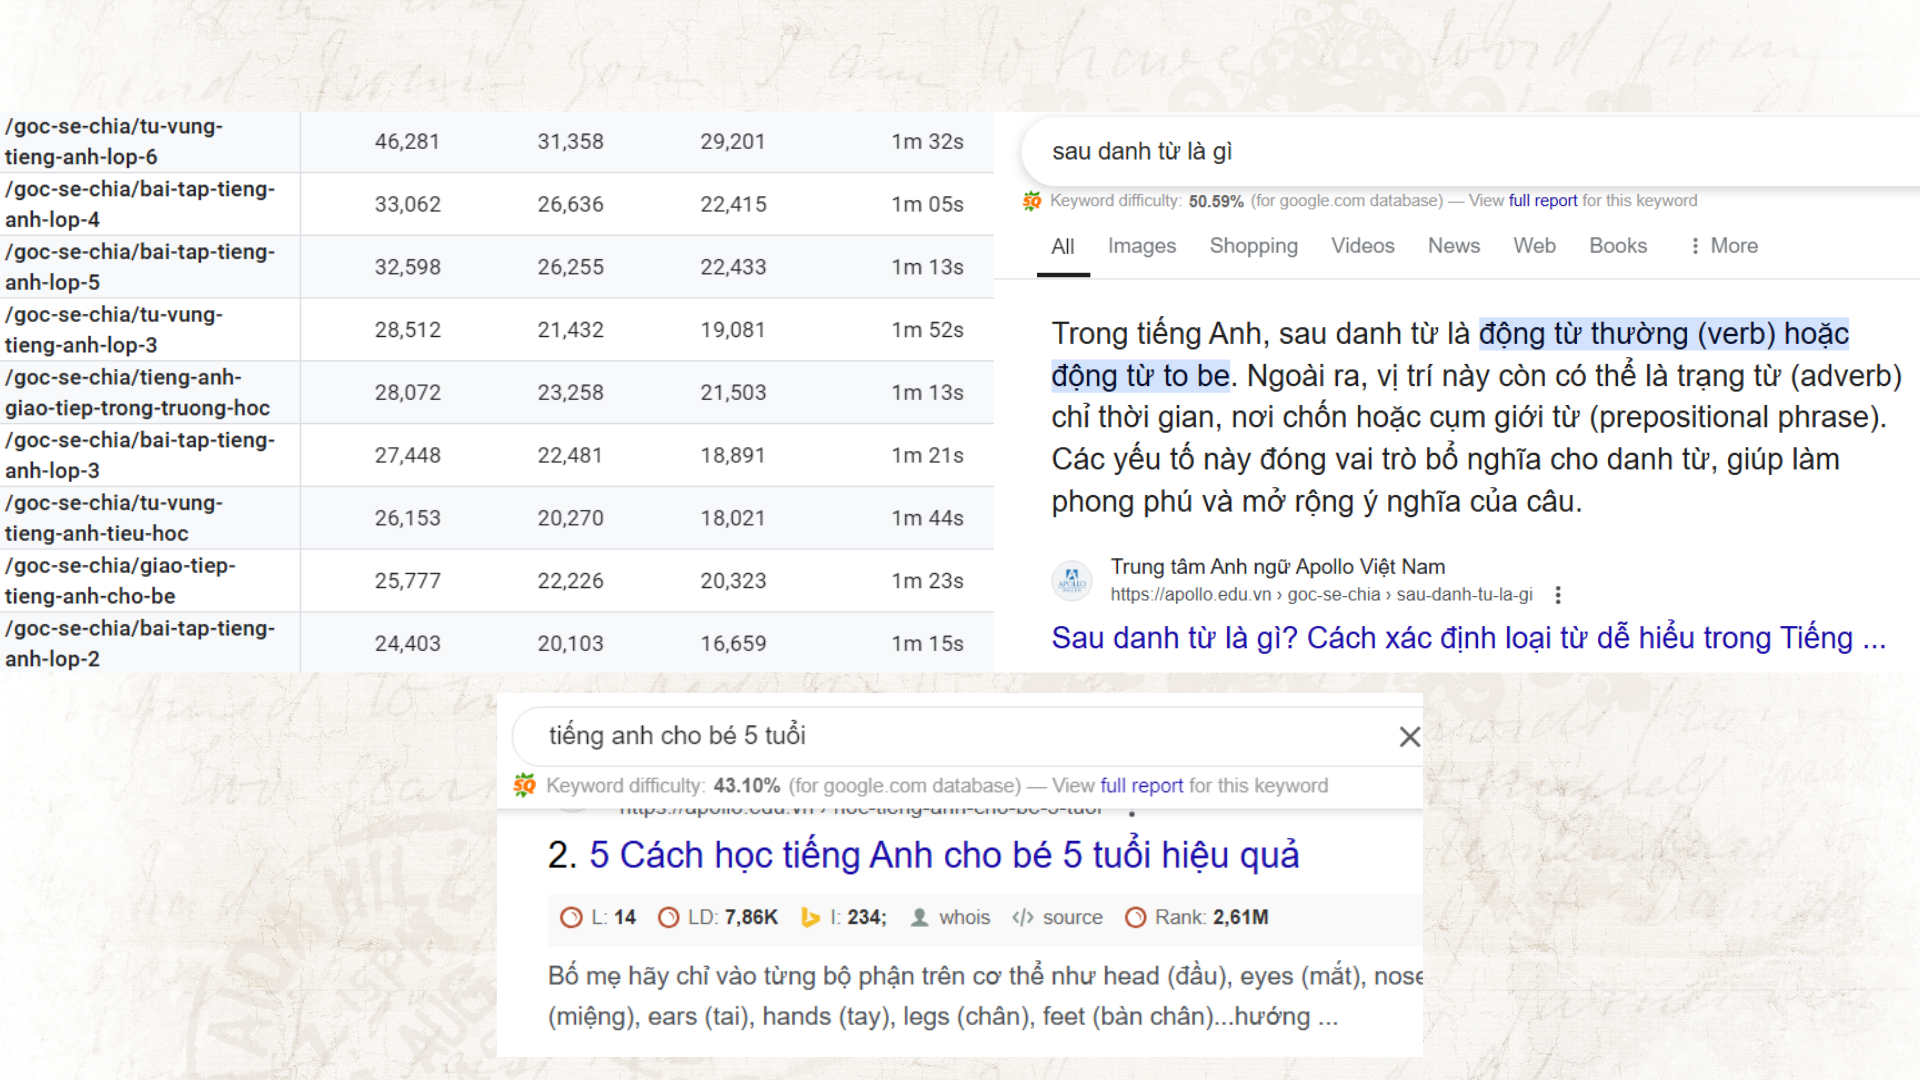 /goc-se-chia/tu-vung-
tieng-anh-lop-6
46,281 31,358 29,201 1m 32s
/goc-se-chia/bai-tap-tieng-
anh-lop-4
33,062 26,636 22,415 1m 05s
/goc-se-chia/bai-tap-tieng-
anh-lop-5
32,598 26,255 22,433 1m 13s
/goc-se-chia/tu-vung-
tieng-anh-lop-3
28,512 21,432 19,081 1m 52s
/goc-se-chia/tieng-anh-
giao-tiep-trong-truong-hoc
28,072 23,258 21,503 1m 13s
/goc-se-chia/bai-tap-tieng-
anh-lop-3
27,448 22,481 18,891 1m 21s
/goc-se-chia/tu-vung-
tieng-anh-tieu-hoc
26,153 20,270 18,021 1m 44s
/goc-se-chia/giao-tiep-
tieng-anh-cho-be
25,777 22,226 20,323 1m 23s
/goc-se-chia/bai-tap-tieng-
anh-lop-2
24,403 20,103 16,659 1m 15s
sau danh từ là gì
Keyword difficulty: 50.59% (for google.com database) — View full report for this keyword
All Images Shopping Videos News Web Books More
Trong tiếng Anh, sau danh từ là động từ thường (verb) hoặc
động từ to be. Ngoài ra, vị trí này còn có thể là trạng từ (adverb)
chỉ thời gian, nơi chốn hoặc cụm giới từ (prepositional phrase).
Các yếu tố này đóng vai trò bổ nghĩa cho danh từ, giúp làm
phong phú và mở rộng ý nghĩa của câu.
Trung tâm Anh ngữ Apollo Việt Nam
https://apollo.edu.vn › goc-se-chia › sau-danh-tu-la-gi
Sau danh từ là gì? Cách xác định loại từ dễ hiểu trong Tiếng ...
tiếng anh cho bé 5 tuổi
Keyword difficulty: 43.10% (for google.com database) — View full report for this keyword
https://apollo.edu.vn › hoc-tieng-anh-cho-be-5-tuoi
2. 5 Cách học tiếng Anh cho bé 5 tuổi hiệu quả
L: 14 LD: 7,86K I: 234; whois source Rank: 2,61M
Bố mẹ hãy chỉ vào từng bộ phận trên cơ thể như head (đầu), eyes (mắt), nose
(miệng), ears (tai), hands (tay), legs (chân), feet (bàn chân)...hướng ...